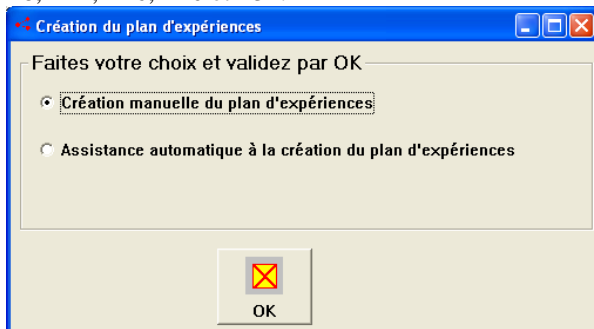 Création du plan d'expériences
Faites votre choix et validez par OK
Création manuelle du plan d'expériences
Assistance automatique à la création du plan d'expériences
OK